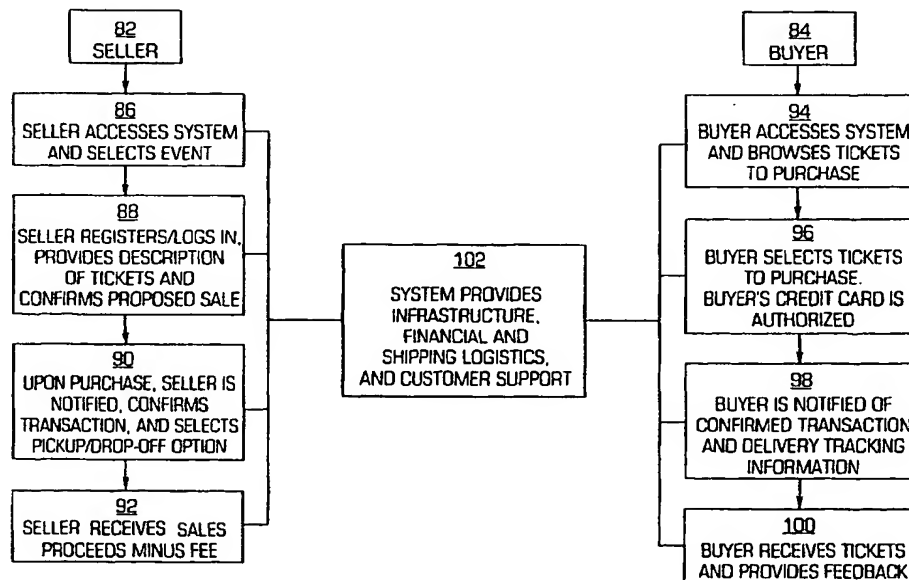 82
SELLER
86
SELLER ACCESSES SYSTEM
AND SELECTS EVENT
88
SELLER REGISTERS/LOGS IN,
PROVIDES DESCRIPTION
OF TICKETS AND
CONFIRMS PROPOSED SALE
90
UPON PURCHASE, SELLER IS
NOTIFIED, CONFIRMS
TRANSACTION, AND SELECTS
PICKUP/DROP-OFF OPTION
92
SELLER RECEIVES SALES
PROCEEDS MINUS FEE
102
SYSTEM PROVIDES
INFRASTRUCTURE,
FINANCIAL AND
SHIPPING LOGISTICS,
AND CUSTOMER SUPPORT
84
BUYER
94
BUYER ACCESSES SYSTEM
AND BROWSES TICKETS
TO PURCHASE
96
BUYER SELECTS TICKETS
TO PURCHASE.
BUYER'S CREDIT CARD IS
AUTHORIZED
98
BUYER IS NOTIFIED OF
CONFIRMED TRANSACTION
AND DELIVERY TRACKING
INFORMATION
100
BUYER RECEIVES TICKETS
AND PROVIDES FEEDBACK